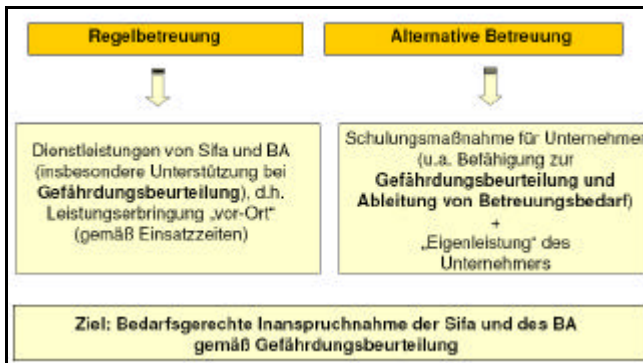 Regelbetreuung
Alternative Betreuung
Dienstleistungen von Sifa und BA
(insbesondere Unterstützung bei
Gefährdungsbeurteilung), d.h.
Leistungserbringung „vor-Ort“
(gemäß Einsatzzeiten)
Schulungsmaßnahme für Unternehmer
(u.a. Befähigung zur
Gefährdungsbeurteilung und
Ableitung von Betreuungsbedarf)
+
„Eigenleistung“ des
Unternehmers
Ziel: Bedarfsgerechte Inanspruchnahme der Sifa und des BA
gemäß Gefährdungsbeurteilung